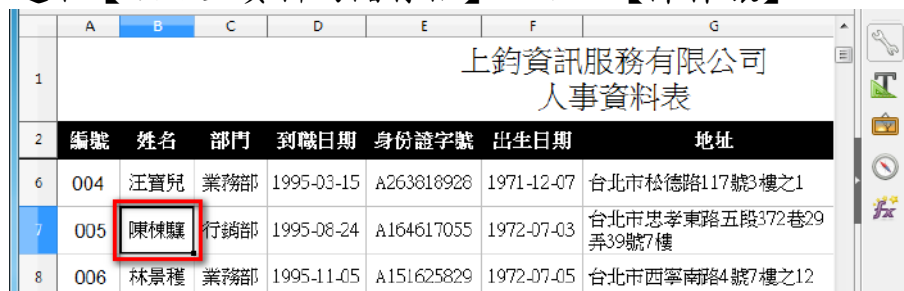 A B C D E F G
1 上鈞資訊服務有限公司
人事資料表
2 編號 姓名 部門 到職日期 身份證字號 出生日期 地址
6 004 汪寶兒 業務部 1995-03-15 A263818928 1971-12-07 台北市松德路117號3樓之1
7 005 陳棟驤 行銷部 1995-08-24 A164617055 1972-07-03 台北市忠孝東路五段372巷29
弄39號7樓
8 006 林景穫 業務部 1995-11-05 A151625829 1972-07-05 台北市西寧南路4號7樓之12